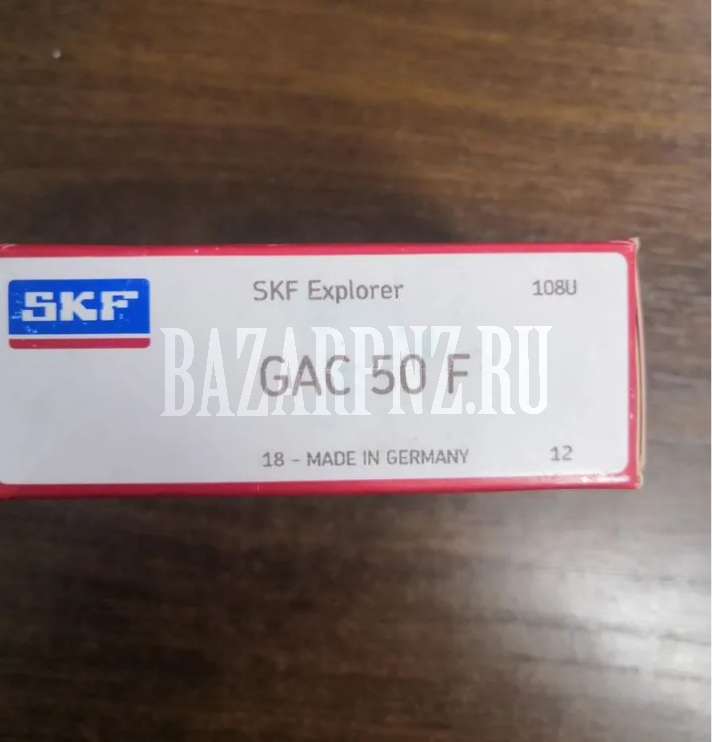 SKF
SKF Explorer
108U
GAC 50 F
BAZARPNZ.RU
18 - MADE IN GERMANY
12